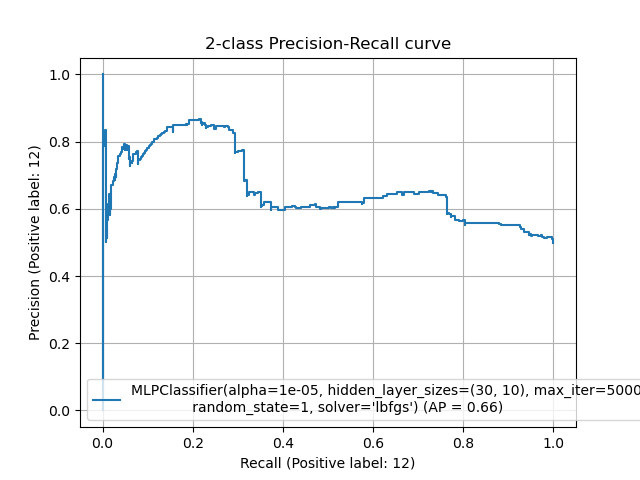 2-class Precision-Recall curve
1.0
0.8
0.6
0.4
0.2
0.0
Precision (Positive label: 12)
MLPClassifier(alpha=1e-05, hidden_layer_sizes=(30, 10), max_iter=5000
random_state=1, solver='lbfgs') (AP = 0.66)
0.0 0.2 0.4 0.6 0.8 1.0
Recall (Positive label: 12)